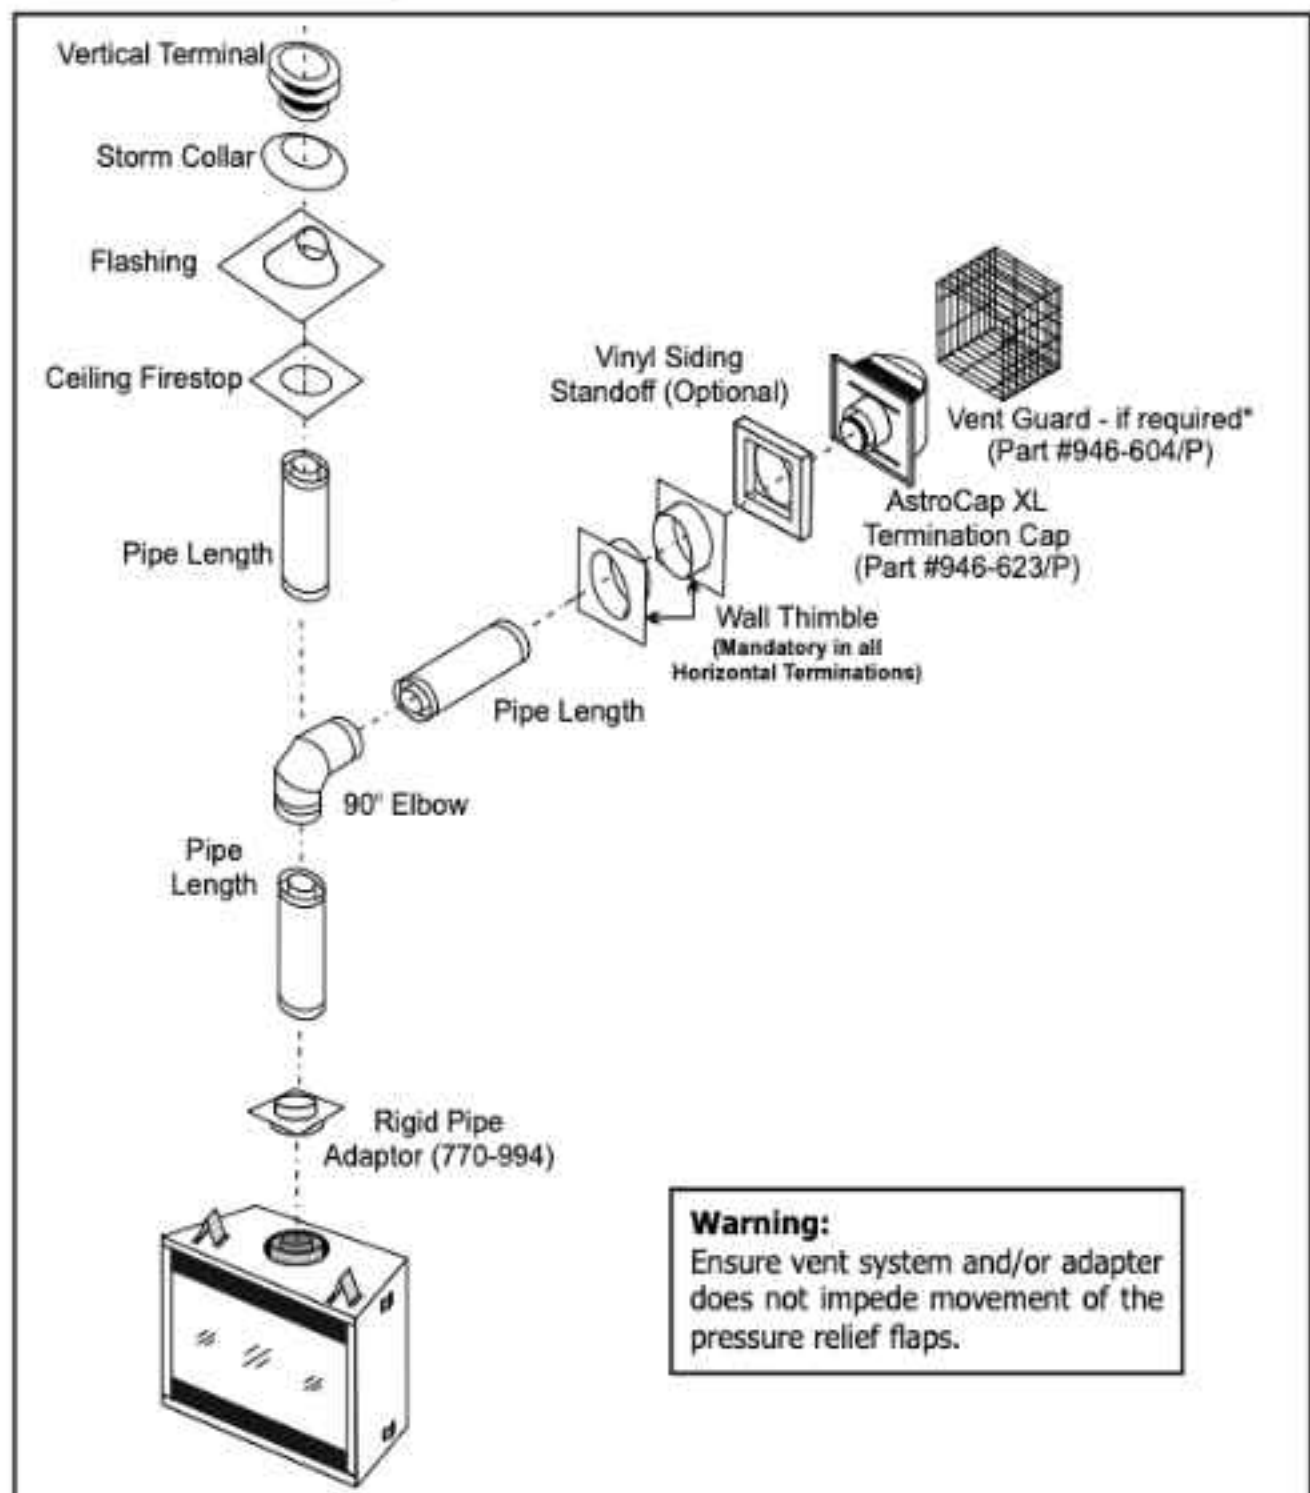 Vertical Terminal
Storm Collar
Flashing
Ceiling Firestop
Pipe Length
Vinyl Siding
Standoff (Optional)
Vent Guard - if required*
(Part #946-604/P)
AstroCap XL
Termination Cap
(Part #946-623/P)
Wall Thimble
(Mandatory in all
Horizontal Terminations)
Pipe Length
90" Elbow
Pipe
Length
Rigid Pipe
Adaptor (770-994)
Warning:
Ensure vent system and/or adapter
does not impede movement of the
pressure relief flaps.